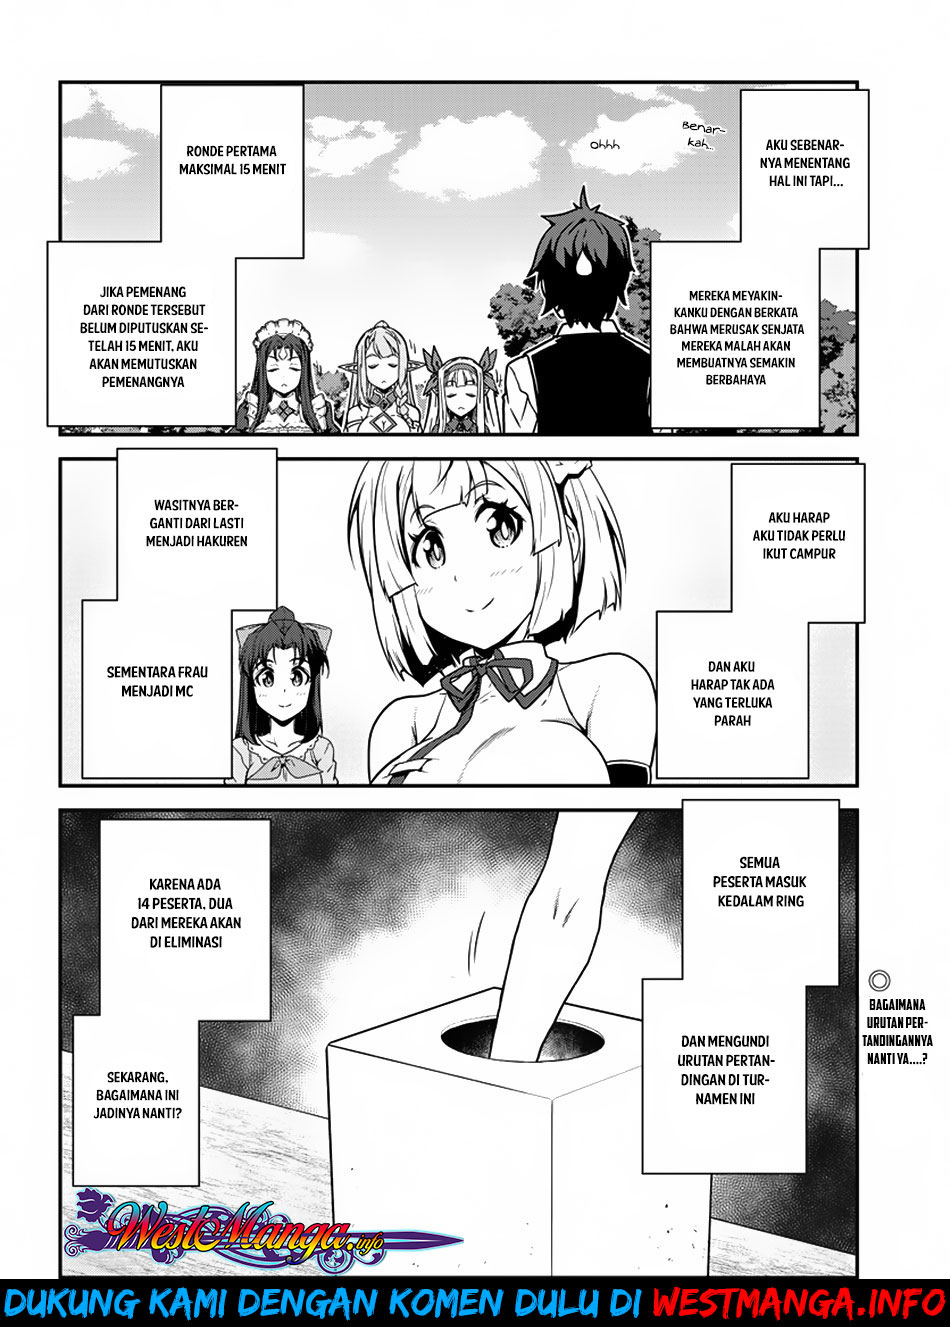 AKU SEBENAR-
NYA MENENTANG
HAL INI TAPI...
Benar-
kah..
Ohhh
MEREKA MEYAKIN-
KANKU DENGAN BERKATA
BAHWA MERUSAK SENJATA
MEREKA MALAH AKAN
MEMBUATNYA SEMAKIN
BERBAHAYA
RONDE PERTAMA
MAKSIMAL 15 MENIT
JIKA PEMENANG
DARI RONDE TERSEBUT
BELUM DIPUTUSKAN SE-
TELAH 15 MENIT, AKU
AKAN MEMUTUSKAN
PEMENANGNYA
AKU HARAP
AKU TIDAK PERLU
IKUT CAMPUR
DAN AKU
HARAP TAK ADA
YANG TERLUKA
PARAH
WASITNYA BER-
GANTI DARI LASTI
MENJADI HAKUREN
SEMENTARA FRAU
MENJADI MC
SEMUA
PESERTA MASUK
KEDALAM RING
DAN MENGUNDI
URUTAN PERTAN-
DINGAN DI TUR-
NAMEN INI
KARENA ADA
14 PESERTA, DUA
DARI MEREKA AKAN
DI ELIMINASI
SEKARANG,
BAGAIMANA INI
JADINYA NANTI?
BAGAIMANA
URUTAN PER-
TANDINGANNYA
NANTI YA....?
WestManga.info
DUKUNG KAMI DENGAN KOMEN DULU DI WESTMANGA.INFO